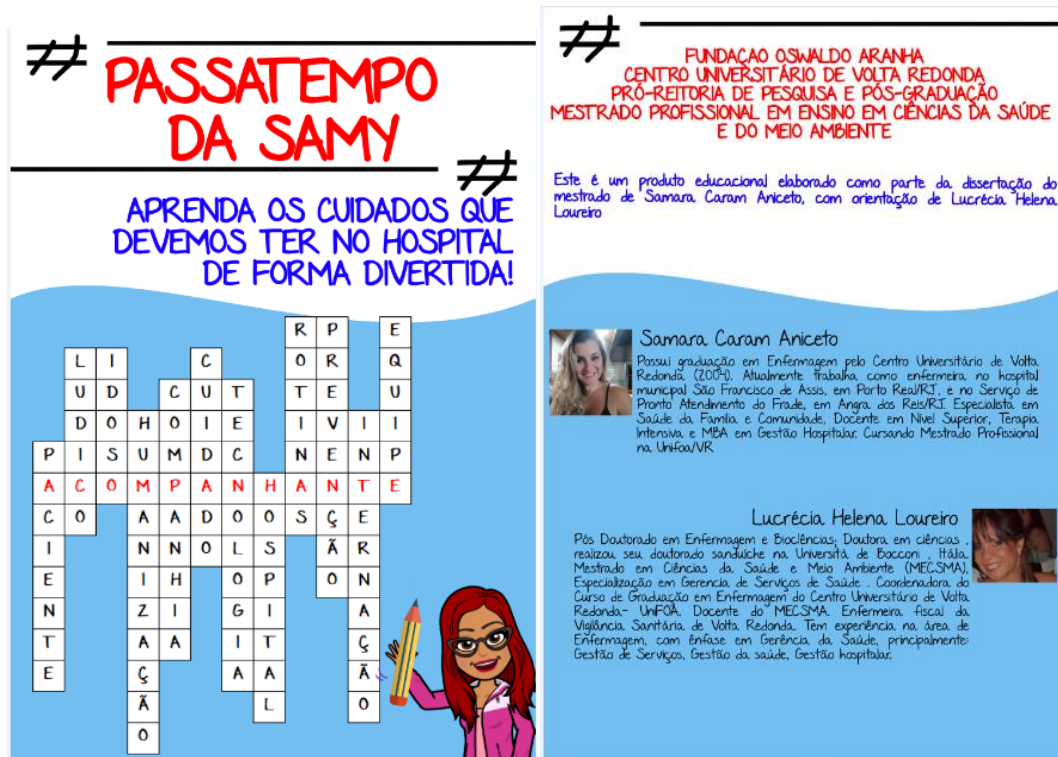 PASSATEMPO
DA SAMY
APRENDA OS CUIDADOS QUE
DEVEMOS TER NO HOSPITAL
DE FORMA DIVERTIDA!
R P E
L I C O R Q
U D C U T T E U
D O H O I E I V I I
P I S U M D C N E N P
A C O M P A N H A N T E
C O A A D O O S Ç E
I N N O L S Ã R
E I H O P O N
N Z I G I A
T A A I T Ç
E Ç A A Ã
Ã L O
O
FUNDAÇAO OSWALDO ARANHA
CENTRO UNIVERSITÁRIO DE VOLTA REDONDA
PRÓ-REITORIA DE PESQUISA E PÓS-GRADUAÇÃO
MESTRADO PROFISSIONAL EM ENSINO EM CIÊNCIAS DA SAÚDE
E DO MEIO AMBIENTE
Este é um produto educacional elaborado como parte da dissertação do
mestrado de Samara Caram Aniceto, com orientação de Lucrécia Helena
Loureiro
Samara Caram Aniceto
Possui graduação em Enfermagem pelo Centro Universitário de Volta
Redonda (2004). Atualmente trabalha como enfermeira no hospital
municipal São Francisco de Assis, em Porto Real/RJ, e no Serviço de
Pronto Atendimento do Frade, em Angra dos Reis/RJ. Especialista em
Saúde da Família e Comunidade, Docente em Nível Superior, Terapia
Intensiva, e MBA em Gestão Hospitalar. Cursando Mestrado Profissional
na Unifoa/VR
Lucrécia Helena Loureiro
Pós Doutorado em Enfermagem e Biociências; Doutora em ciências ,
realizou seu doutorado sanduíche na Universitá de Bocconi , Itália.
Mestrado em Ciências da Saúde e Meio Ambiente (MECSMA),
Especialização em Gerencia de Serviços de Saúde . Coordenadora do
Curso de Graduação em Enfermagem do Centro Universitário de Volta
Redonda- UniFOA. Docente do MECSMA. Enfermeira fiscal da
Vigilância Sanitária de Volta Redonda. Tem experiência na área de
Enfermagem, com ênfase em Gerência da Saúde, principalmente:
Gestão de Serviços, Gestão da saúde, Gestão hospitalar.